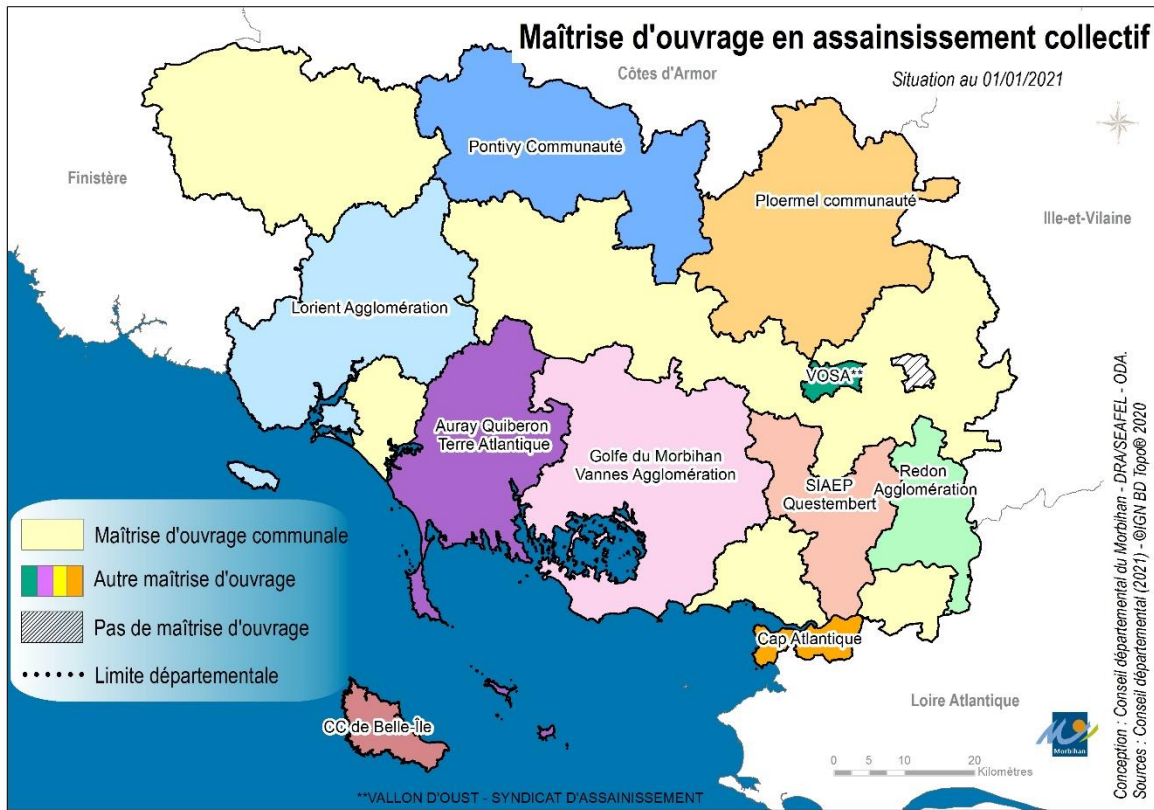 Maîtrise d'ouvrage en assainsissement collectif
Situation au 01/01/2021
Côtes d'Armor
Finistère
Ille-et-Vilaine
Pontivy Communauté
Ploermel communauté
Lorient Agglomération
VOSA**
Auray Quiberon
Terre Atlantique
Golfe du Morbihan
Vannes Agglomération
SIAEP
Questembert
Redon
Agglomération
Cap Atlantique
CC de Belle-Île
Loire Atlantique
Maîtrise d'ouvrage communale
Autre maîtrise d'ouvrage
Pas de maîtrise d'ouvrage
Limite départementale
Morbihan
0 5 10 20
Kilomètres
**VALLON D'OUST - SYNDICAT D'ASSAINISSEMENT
Conception : Conseil départemental du Morbihan - DRA/SEAFEL - ODA.
Sources : Conseil départemental (2021) - ©IGN BD Topo® 2020